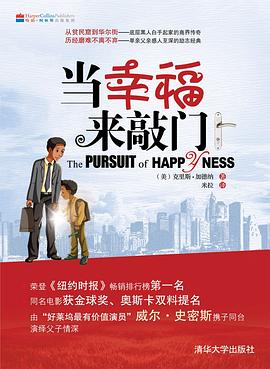 HarperCollinsPublishers
从贫民窟到华尔街——底层黑人白手起家的商界传奇
历经磨难不离不弃——单亲父亲感人至深的励志经典
当幸福
来敲门
The PURSUIT of HAPPYNESS
（美）克里斯·加德纳 著
米拉 译
荣登《纽约时报》畅销排行榜第一名
同名电影获金球奖、奥斯卡双料提名
由“好莱坞最有价值演员”威尔·史密斯携子同台
演绎父子情深
清华大学出版社